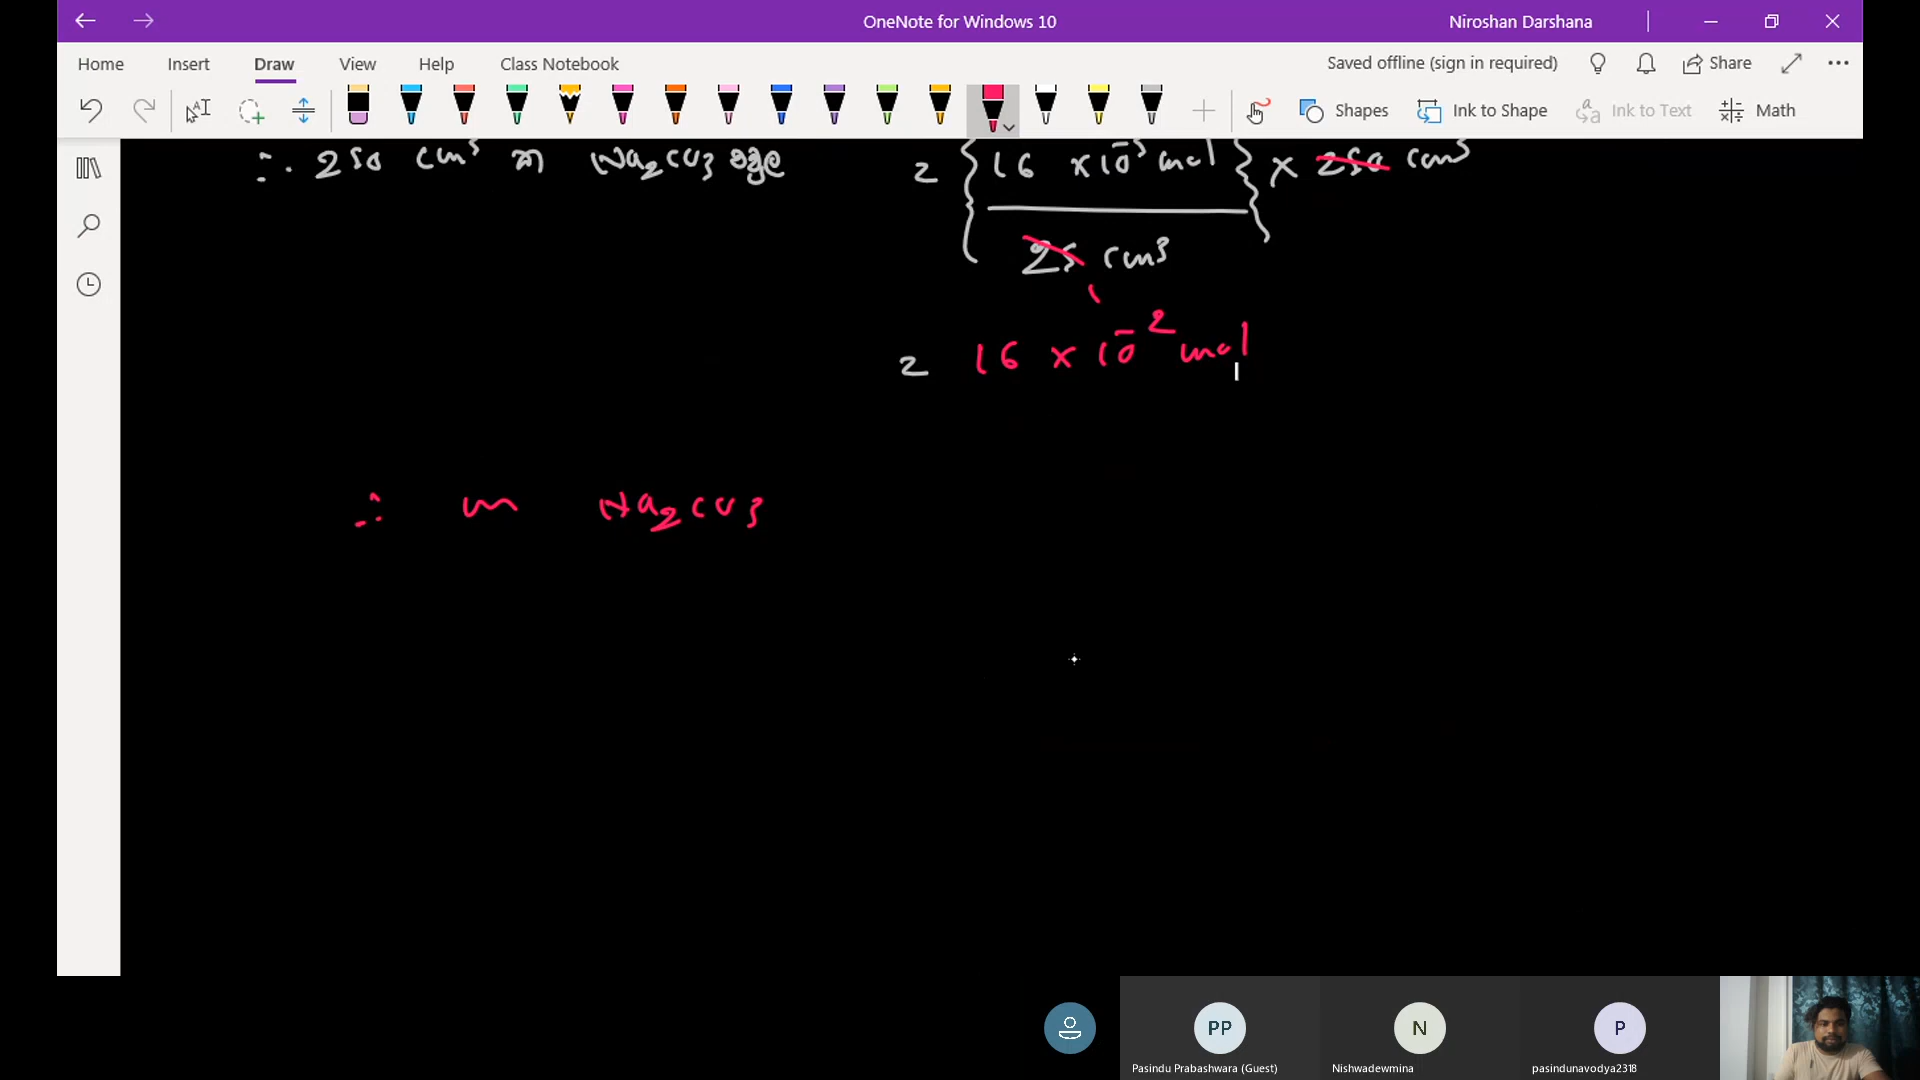 OneNote for Windows 10 Niroshan Darshana
Home Insert Draw View Help Class Notebook Saved offline (sign in required) Share
Shapes Ink to Shape Ink to Text Math
∴ 250 cm³ Na₂CO₃ = { 16 × 10⁻³ mol / 25 cm³ } × 250 cm³
= 16 × 10⁻² mol
∴ m Na₂CO₃
PP N P
Pasindu Prabashwara (Guest) Nishwadewmina pasindunavodya2318